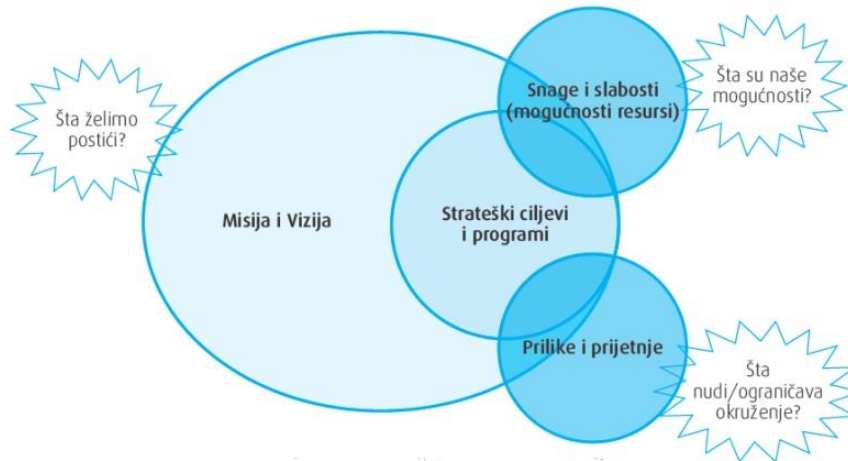 Šta želimo
postići?
Misija i Vizija
Strateški ciljevi
i programi
Snage i slabosti
(mogućnosti resursi)
Šta su naše
mogućnosti?
Prilike i prijetnje
Šta
nudi/ograničava
okruženje?